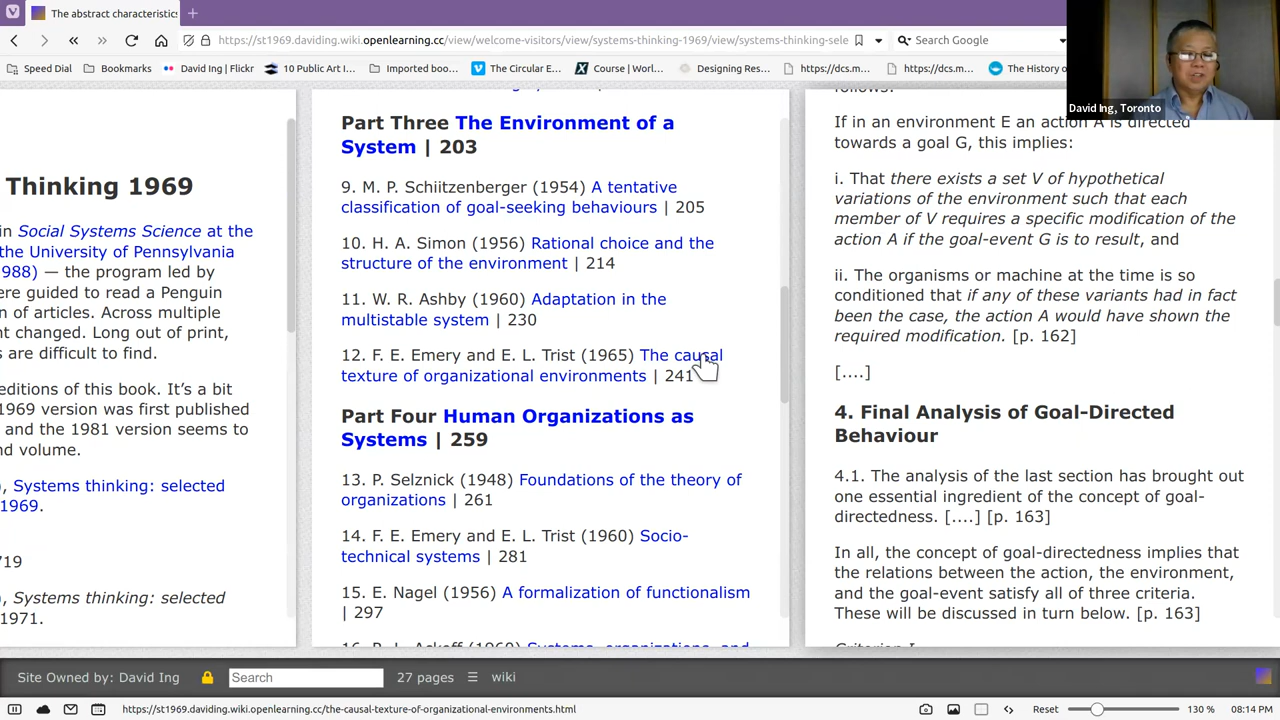 The abstract characteristics
https://st1969.daviding.wiki.openlearning.cc/view/welcome-visitors/view/systems-thinking-1969/view/systems-thinking-sele
Search Google
Speed Dial
Bookmarks
David Ing | Flickr
10 Public Art I...
Imported boo...
The Circular E...
Course | Worl...
Designing Res...
https://dcs.m...
https://dcs.m...
The History o
David Ing, Toronto
Thinking 1969
in Social Systems Science at the
the University of Pennsylvania
988) — the program led by
ere guided to read a Penguin
n of articles. Across multiple
nt changed. Long out of print,
s are difficult to find.
editions of this book. It's a bit
1969 version was first published
and the 1981 version seems to
nd volume.
), Systems thinking: selected
1969.
719
), Systems thinking: selected
1971.
Part Three The Environment of a
System | 203
9. M. P. Schiitzenberger (1954) A tentative
classification of goal-seeking behaviours | 205
10. H. A. Simon (1956) Rational choice and the
structure of the environment | 214
11. W. R. Ashby (1960) Adaptation in the
multistable system | 230
12. F. E. Emery and E. L. Trist (1965) The causal
texture of organizational environments | 241
Part Four Human Organizations as
Systems | 259
13. P. Selznick (1948) Foundations of the theory of
organizations | 261
14. F. E. Emery and E. L. Trist (1960) Socio-
technical systems | 281
15. E. Nagel (1956) A formalization of functionalism
| 297
16. R. L. Ackoff (1960) Systems, organizations, and
follows:
If in an environment E an action A is directed
towards a goal G, this implies:
i. That there exists a set V of hypothetical
variations of the environment such that each
member of V requires a specific modification of the
action A if the goal-event G is to result, and
ii. The organisms or machine at the time is so
conditioned that if any of these variants had in fact
been the case, the action A would have shown the
required modification. [p. 162]
[....]
4. Final Analysis of Goal-Directed
Behaviour
4.1. The analysis of the last section has brought out
one essential ingredient of the concept of goal-
directedness. [....] [p. 163]
In all, the concept of goal-directedness implies that
the relations between the action, the environment,
and the goal-event satisfy all of three criteria.
These will be discussed in turn below. [p. 163]
Criterion I
Site Owned by: David Ing
Search
27 pages
wiki
https://st1969.daviding.wiki.openlearning.cc/the-causal-texture-of-organizational-environments.html
Reset
130 %
08:14 PM